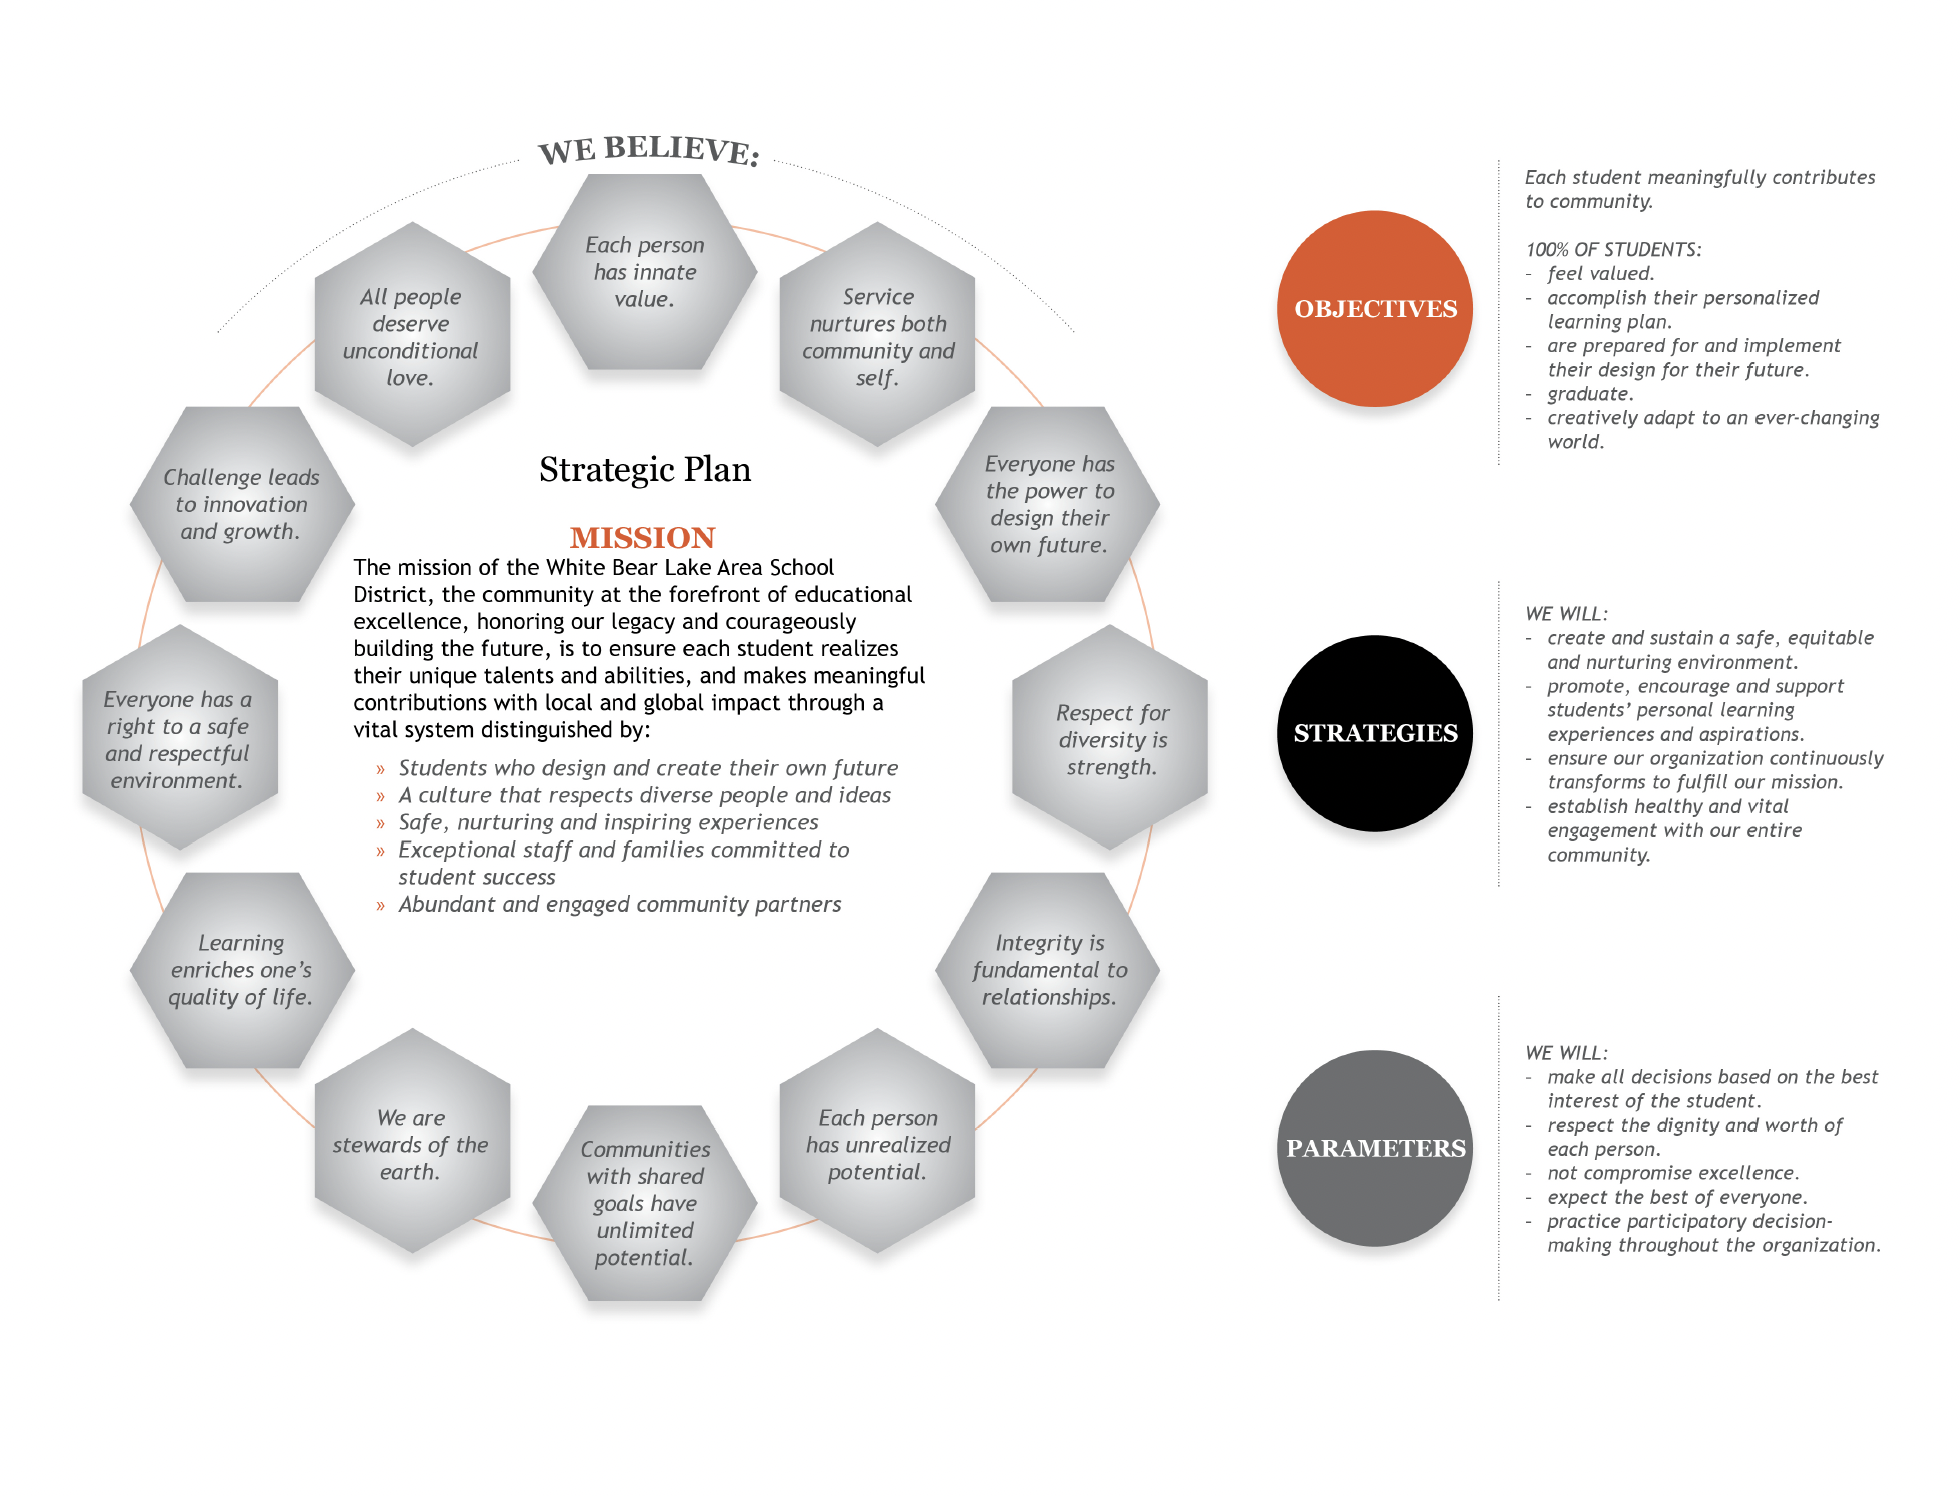 WE BELIEVE:
Each person
has innate
value.
Service
nurtures both
community and
self.
Everyone has
the power to
design their
own future.
Respect for
diversity is
strength.
Integrity is
fundamental to
relationships.
Each person
has unrealized
potential.
Communities
with shared
goals have
unlimited
potential.
We are
stewards of the
earth.
Learning
enriches one’s
quality of life.
Everyone has a
right to a safe
and respectful
environment.
Challenge leads
to innovation
and growth.
All people
deserve
unconditional
love.
Strategic Plan
MISSION
The mission of the White Bear Lake Area School
District, the community at the forefront of educational
excellence, honoring our legacy and courageously
building the future, is to ensure each student realizes
their unique talents and abilities, and makes meaningful
contributions with local and global impact through a
vital system distinguished by:
» Students who design and create their own future
» A culture that respects diverse people and ideas
» Safe, nurturing and inspiring experiences
» Exceptional staff and families committed to
student success
» Abundant and engaged community partners
OBJECTIVES
Each student meaningfully contributes
to community.
100% OF STUDENTS:
- feel valued.
- accomplish their personalized
learning plan.
- are prepared for and implement
their design for their future.
- graduate.
- creatively adapt to an ever-changing
world.
STRATEGIES
WE WILL:
- create and sustain a safe, equitable
and nurturing environment.
- promote, encourage and support
students’ personal learning
experiences and aspirations.
- ensure our organization continuously
transforms to fulfill our mission.
- establish healthy and vital
engagement with our entire
community.
PARAMETERS
WE WILL:
- make all decisions based on the best
interest of the student.
- respect the dignity and worth of
each person.
- not compromise excellence.
- expect the best of everyone.
- practice participatory decision-
making throughout the organization.